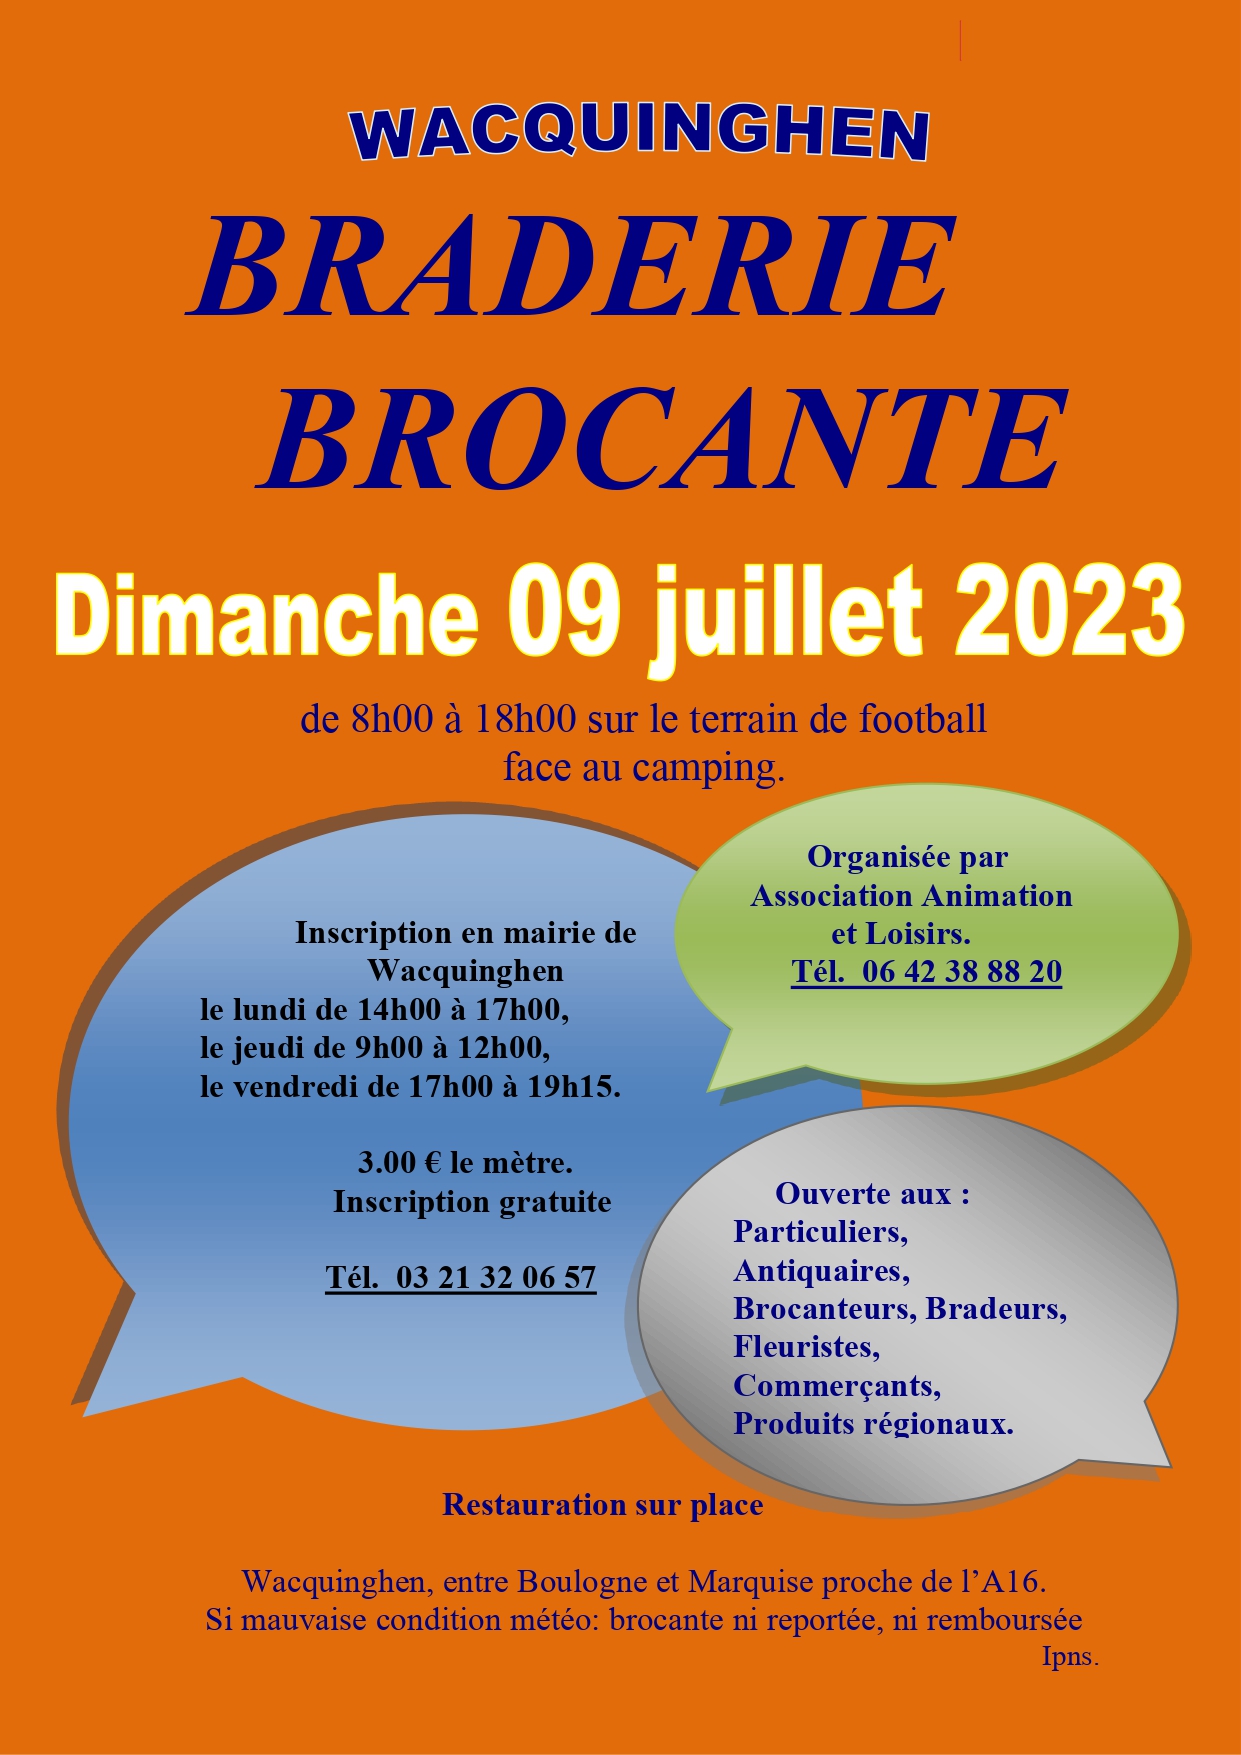 WACQUINGHEN
BRADERIE
BROCANTE
Dimanche 09 juillet 2023
de 8h00 à 18h00 sur le terrain de football
face au camping.
Organisée par
Association Animation
et Loisirs.
Tél.  06 42 38 88 20
Inscription en mairie de
Wacquinghen
le lundi de 14h00 à 17h00,
le jeudi de 9h00 à 12h00,
le vendredi de 17h00 à 19h15.
3.00 € le mètre.
Inscription gratuite
Tél.  03 21 32 06 57
Ouverte aux :
Particuliers,
Antiquaires,
Brocanteurs, Bradeurs,
Fleuristes,
Commerçants,
Produits régionaux.
Restauration sur place
Wacquinghen, entre Boulogne et Marquise proche de l’A16.
Si mauvaise condition météo: brocante ni reportée, ni remboursée
Ipns.